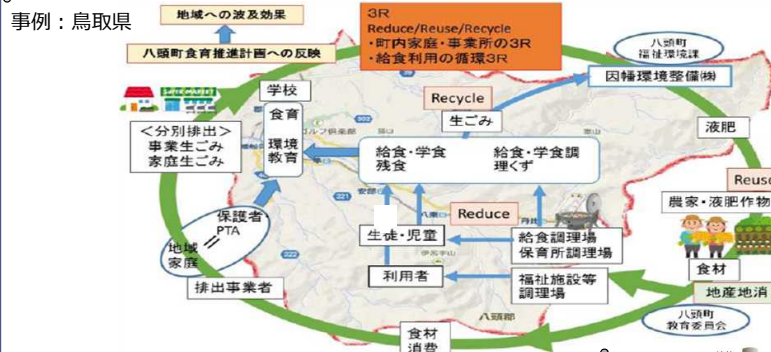 事例：鳥取県
地域への波及効果
八頭町食育推進計画への反映
3R
Reduce/Reuse/Recycle
・町内家庭・事業所の3R
・給食利用の循環3R
八頭町
福祉環境課
因幡環境整備㈱
学校
食育
環境
教育
Recycle
生ごみ
液肥
＜分別排出＞
事業生ごみ
家庭生ごみ
給食・学食
残食
給食・学食調
理くず
Reus
農家・液肥作物
保護者
PTA
地域
家庭
Reduce
生徒・児童
給食調理場
保育所調理場
利用者
福祉施設等
調理場
食材
地産地消
排出事業者
八頭郡
八頭町
教育委員会
食材
消費